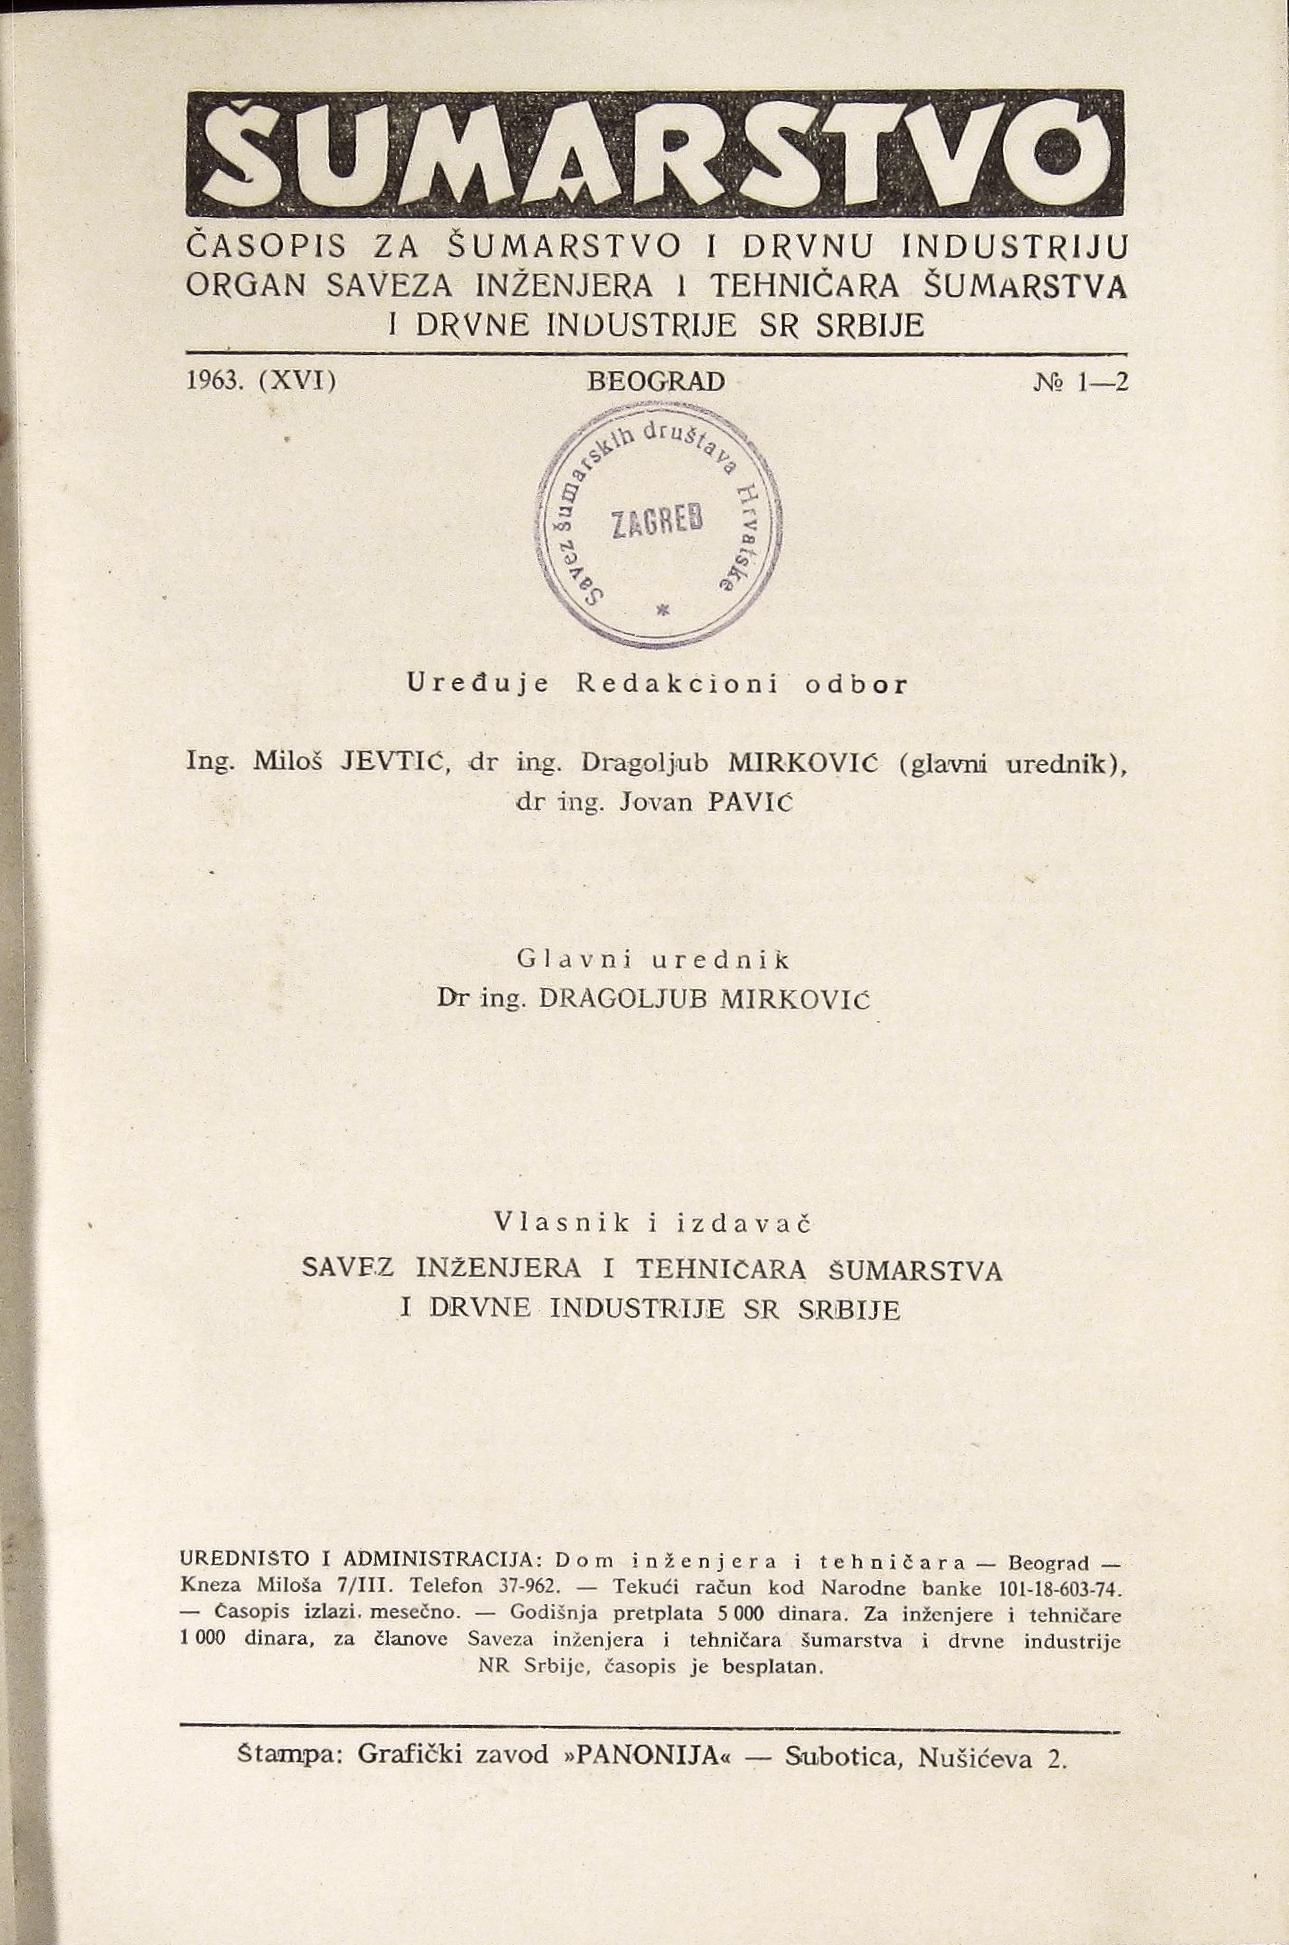 ŠUMARSTVO
ČASOPIS ZA ŠUMARSTVO I DRVNU INDUSTRIJU
ORGAN SAVEZA INŽENJERA I TEHNIČARA ŠUMARSTVA
I DRVNE INDUSTRIJE SR SRBIJE
1963. (XVI) BEOGRAD № 1—2
Savez šumarskih društava Hrvatske
ZAGREB
*
Uređuje Redakcioni odbor
Ing. Miloš JEVTIĆ, dr ing. Dragoljub MIRKOVIĆ (glavni urednik),
dr ing. Jovan PAVIĆ
Glavni urednik
Dr ing. DRAGOLJUB MIRKOVIĆ
Vlasnik i izdavač
SAVEZ INŽENJERA I TEHNIČARA ŠUMARSTVA
I DRVNE INDUSTRIJE SR SRBIJE
UREDNIŠTO I ADMINISTRACIJA: Dom inženjera i tehničara — Beograd —
Kneza Miloša 7/III. Telefon 37-962. — Tekući račun kod Narodne banke 101-18-603-74.
— Časopis izlazi. mesečno. — Godišnja pretplata 5 000 dinara. Za inženjere i tehničare
1 000 dinara, za članove Saveza inženjera i tehničara šumarstva i drvne industrije
NR Srbije, časopis je besplatan.
Štampa: Grafički zavod »PANONIJA« — Subotica, Nušićeva 2.